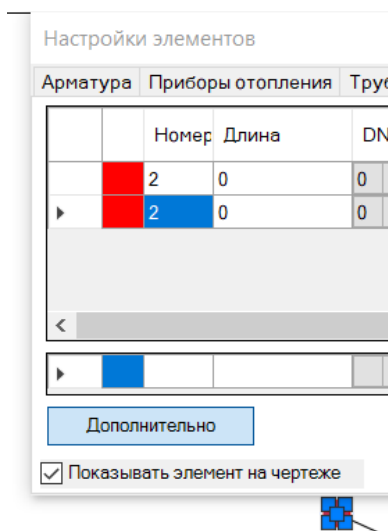 Настройки элементов
Арматура Приборы отопления Труб
Номер Длина DN
2 0 0
2 0 0
Дополнительно
Показывать элемент на чертеже